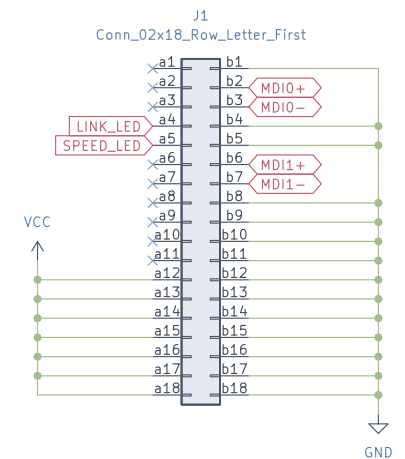 J1
Conn_02x18_Row_Letter_First
a1 b1
a2 b2 MDI0+
a3 b3 MDI0-
LINK_LED a4 b4
SPEED_LED a5 b5
a6 b6 MDI1+
a7 b7 MDI1-
a8 b8
VCC a9 b9
a10 b10
a11 b11
a12 b12
a13 b13
a14 b14
a15 b15
a16 b16
a17 b17
a18 b18
GND